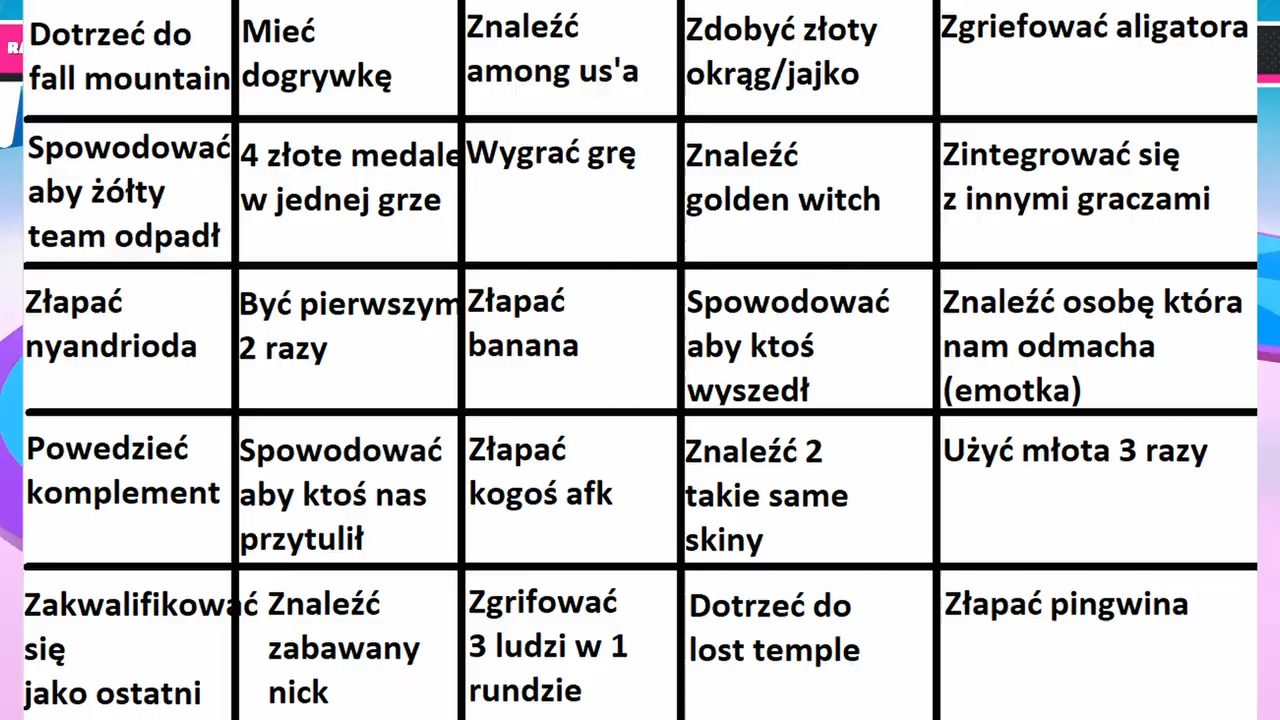 Dotrzeć do
fall mountain
Mieć
dogrywkę
Znaleźć
among us'a
Zdobyć złoty
okrąg/jajko
Zgriefować aligatora
Spowodować
aby żółty
team odpadł
4 złote medale
w jednej grze
Wygrać grę
Znaleźć
golden witch
Zintegrować się
z innymi graczami
Złapać
nyandrioda
Być pierwszym
2 razy
Złapać
banana
Spowodować
aby ktoś
wyszedł
Znaleźć osobę która
nam odmacha
(emotka)
Powedzieć
komplement
Spowodować
aby ktoś nas
przytulił
Złapać
kogoś afk
Znaleźć 2
takie same
skiny
Użyć młota 3 razy
Zakwalifikować
się
jako ostatni
Znaleźć
zabawany
nick
Zgrifować
3 ludzi w 1
rundzie
Dotrzeć do
lost temple
Złapać pingwina